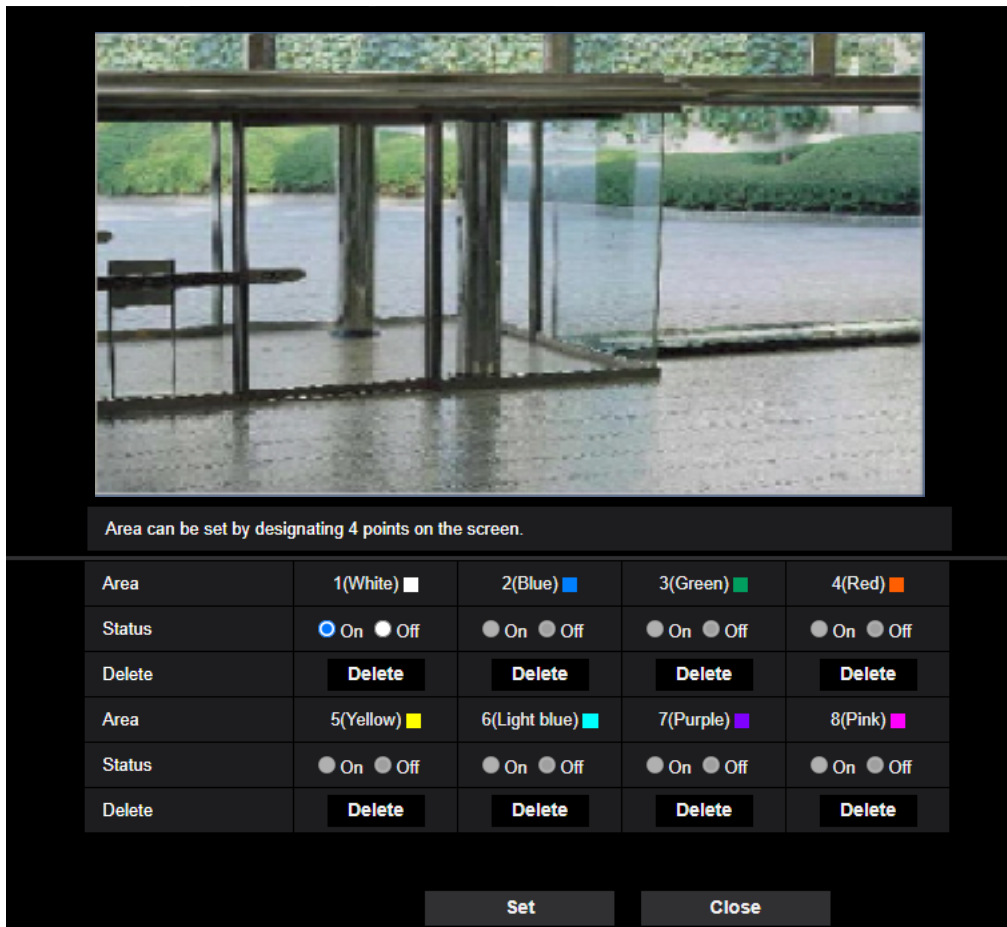 Area can be set by designating 4 points on the screen.
Area 1(White) 2(Blue) 3(Green) 4(Red)
Status On Off On Off On Off On Off
Delete Delete Delete Delete Delete
Area 5(Yellow) 6(Light blue) 7(Purple) 8(Pink)
Status On Off On Off On Off On Off
Delete Delete Delete Delete Delete
Set Close